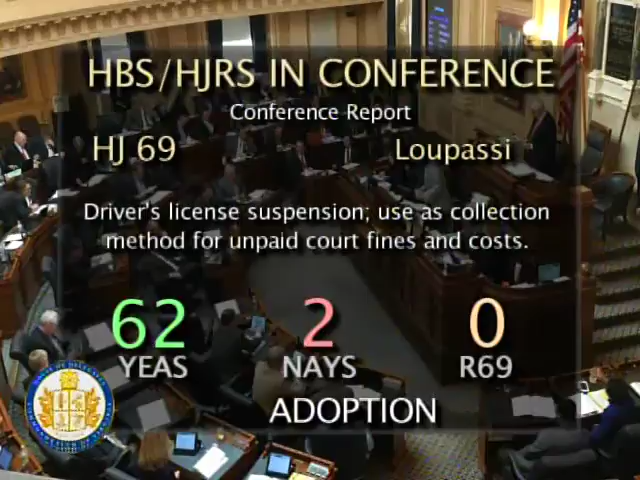 HBS/HJRS IN CONFERENCE
Conference Report
HJ 69 Loupassi
Driver's license suspension; use as collection
method for unpaid court fines and costs.
62 2 0
YEAS NAYS R69
ADOPTION